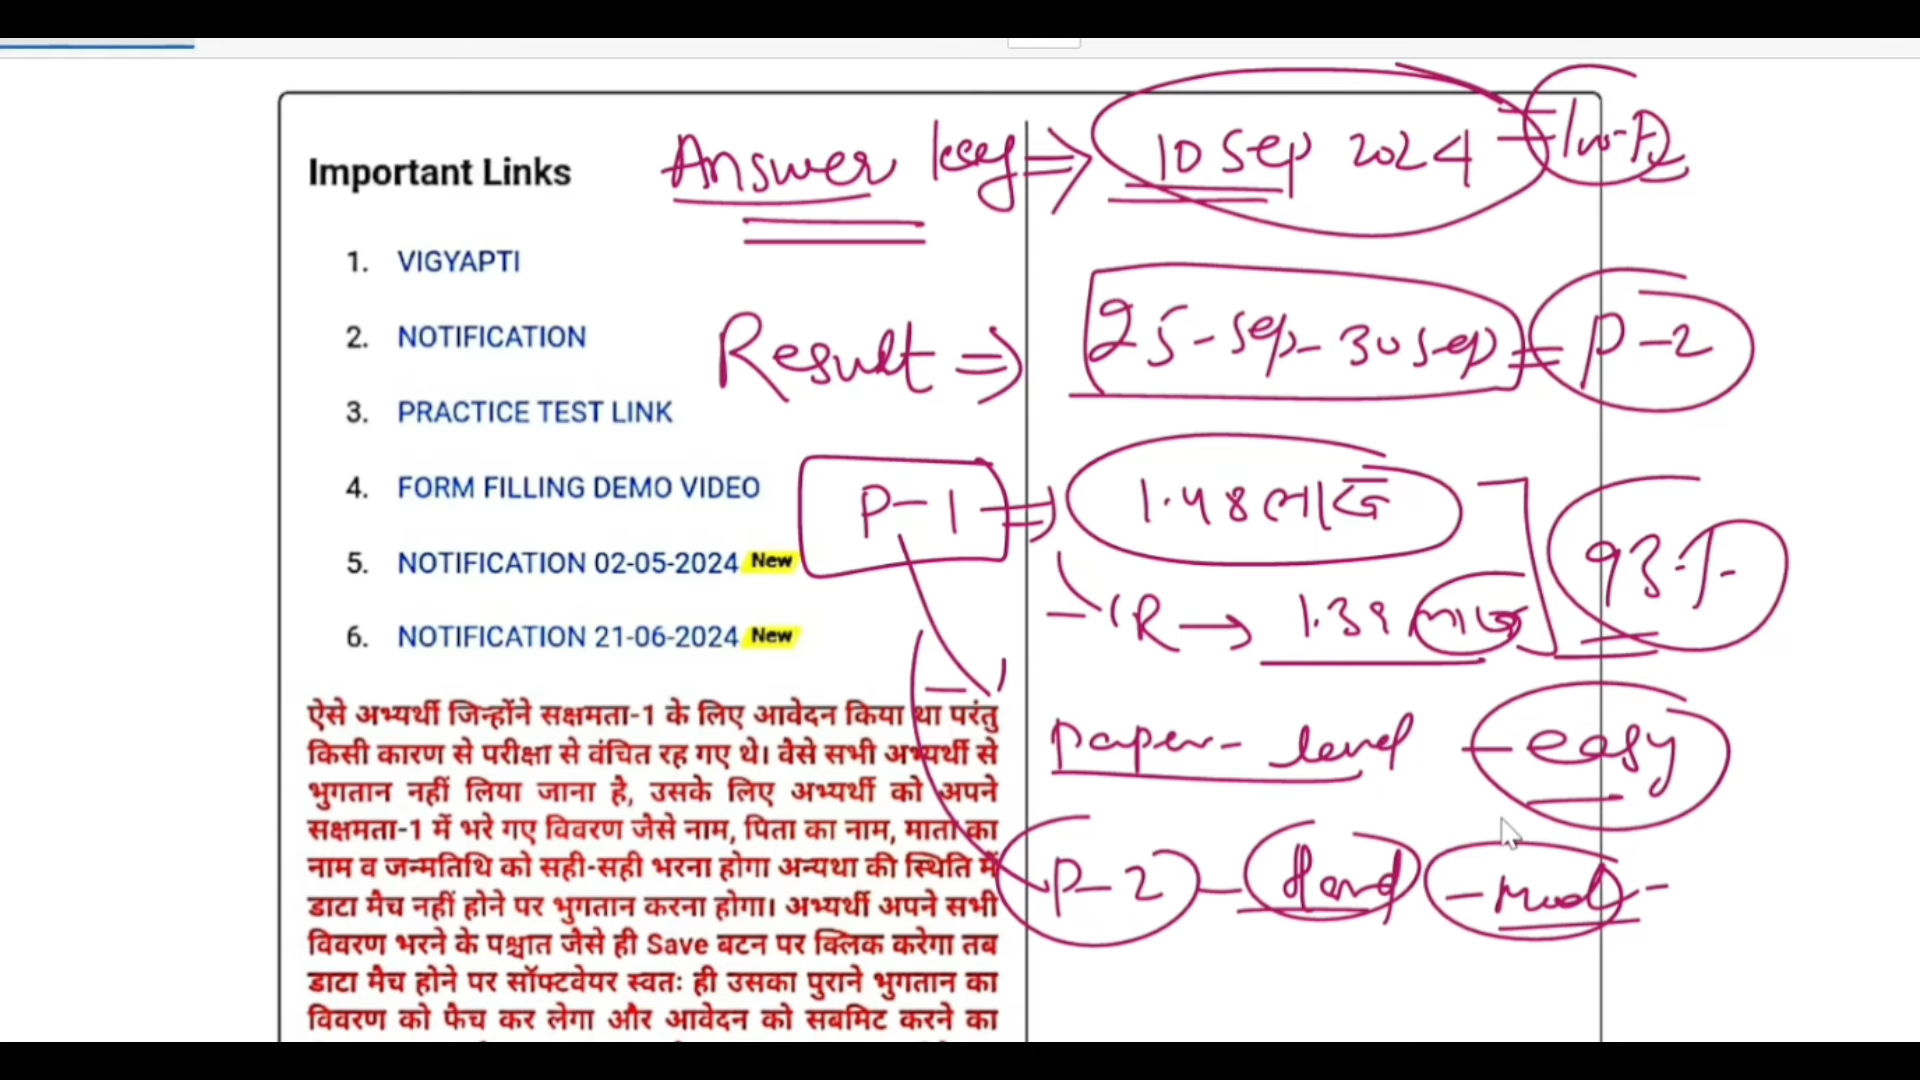 Important Links
1. VIGYAPTI
2. NOTIFICATION
3. PRACTICE TEST LINK
4. FORM FILLING DEMO VIDEO
5. NOTIFICATION 02-05-2024 New
6. NOTIFICATION 21-06-2024 New
ऐसे अभ्यर्थी जिन्होंने सक्षमता-1 के लिए आवेदन किया था परंतु
किसी कारण से परीक्षा से वंचित रह गए थे। वैसे सभी अभ्यर्थी से
भुगतान नहीं लिया जाना है, उसके लिए अभ्यर्थी को अपने
सक्षमता-1 में भरे गए विवरण जैसे नाम, पिता का नाम, माता का
नाम व जन्मतिथि को सही-सही भरना होगा अन्यथा की स्थिति में
डाटा मैच नहीं होने पर भुगतान करना होगा। अभ्यर्थी अपने सभी
विवरण भरने के पश्चात जैसे ही Save बटन पर क्लिक करेगा तब
डाटा मैच होने पर सॉफ्टवेयर स्वतः ही उसका पुराने भुगतान का
विवरण को फैच कर लेगा और आवेदन को सबमिट करने का
Answer key ⇒ 10 Sep 2024
Result ⇒ 25-Sep-30 Sep = P-2
P-1 ⇒ 1.48 लाख
R → 1.39 लाख
paper-level - easy
P-2 - Hard - Mod -